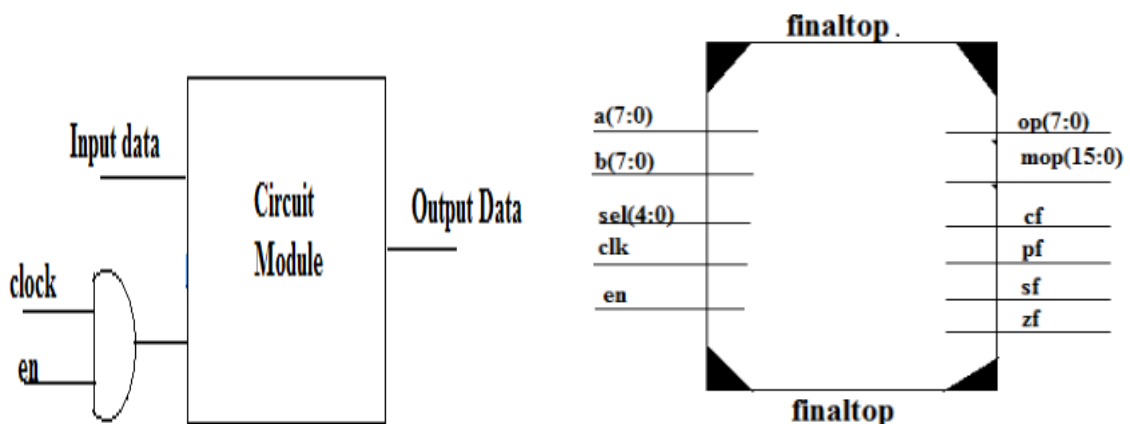 Input data
Circuit
Module
Output Data
clock
en
finaltop .
a(7:0)
b(7:0)
sel(4:0)
clk
en
op(7:0)
mop(15:0)
cf
pf
sf
zf
finaltop